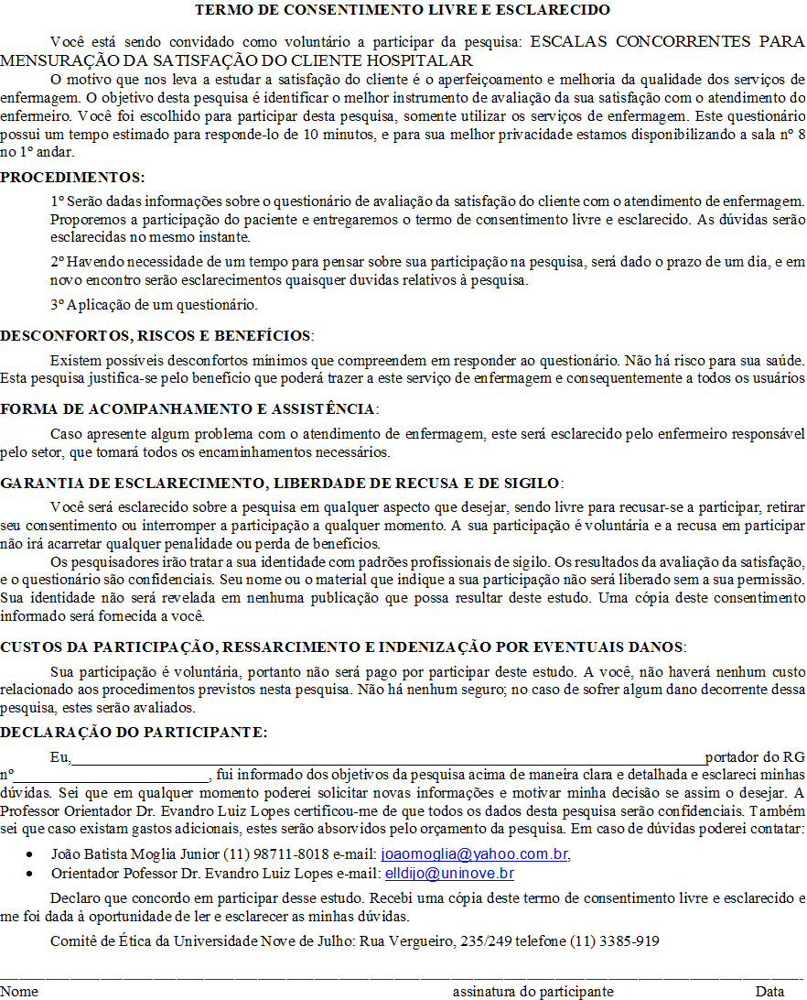 TERMO DE CONSENTIMENTO LIVRE E ESCLARECIDO
Você está sendo convidado como voluntário a participar da pesquisa: ESCALAS CONCORRENTES PARA
MENSURAÇÃO DA SATISFAÇÃO DO CLIENTE HOSPITALAR
O motivo que nos leva a estudar a satisfação do cliente é o aperfeiçoamento e melhoria da qualidade dos serviços de
enfermagem. O objetivo desta pesquisa é identificar o melhor instrumento de avaliação da sua satisfação com o atendimento do
enfermeiro. Você foi escolhido para participar desta pesquisa, somente utilizar os serviços de enfermagem. Este questionário
possui um tempo estimado para responde-lo de 10 minutos, e para sua melhor privacidade estamos disponibilizando a sala nº 8
no 1º andar.
PROCEDIMENTOS:
1º Serão dadas informações sobre o questionário de avaliação da satisfação do cliente com o atendimento de enfermagem.
Proporemos a participação do paciente e entregaremos o termo de consentimento livre e esclarecido. As dúvidas serão
esclarecidas no mesmo instante.
2º Havendo necessidade de um tempo para pensar sobre sua participação na pesquisa, será dado o prazo de um dia, e em
novo encontro serão esclarecimentos quaisquer duvidas relativos à pesquisa.
3º Aplicação de um questionário.
DESCONFORTOS, RISCOS E BENEFÍCIOS:
Existem possíveis desconfortos mínimos que compreendem em responder ao questionário. Não há risco para sua saúde.
Esta pesquisa justifica-se pelo benefício que poderá trazer a este serviço de enfermagem e consequentemente a todos os usuários
FORMA DE ACOMPANHAMENTO E ASSISTÊNCIA:
Caso apresente algum problema com o atendimento de enfermagem, este será esclarecido pelo enfermeiro responsável
pelo setor, que tomará todos os encaminhamentos necessários.
GARANTIA DE ESCLARECIMENTO, LIBERDADE DE RECUSA E DE SIGILO:
Você será esclarecido sobre a pesquisa em qualquer aspecto que desejar, sendo livre para recusar-se a participar, retirar
seu consentimento ou interromper a participação a qualquer momento. A sua participação é voluntária e a recusa em participar
não irá acarretar qualquer penalidade ou perda de benefícios.
Os pesquisadores irão tratar a sua identidade com padrões profissionais de sigilo. Os resultados da avaliação da satisfação,
e o questionário são confidenciais. Seu nome ou o material que indique a sua participação não será liberado sem a sua permissão.
Sua identidade não será revelada em nenhuma publicação que possa resultar deste estudo. Uma cópia deste consentimento
informado será fornecida a você.
CUSTOS DA PARTICIPAÇÃO, RESSARCIMENTO E INDENIZAÇÃO POR EVENTUAIS DANOS:
Sua participação é voluntária, portanto não será pago por participar deste estudo. A você, não haverá nenhum custo
relacionado aos procedimentos previstos nesta pesquisa. Não há nenhum seguro; no caso de sofrer algum dano decorrente dessa
pesquisa, estes serão avaliados.
DECLARAÇÃO DO PARTICIPANTE:
Eu,______________________________________________portador do RG
nº__________________________, fui informado dos objetivos da pesquisa acima de maneira clara e detalhada e esclareci minhas
dúvidas. Sei que em qualquer momento poderei solicitar novas informações e motivar minha decisão se assim o desejar. A
Professor Orientador Dr. Evandro Luiz Lopes certificou-me de que todos os dados desta pesquisa serão confidenciais. Também
sei que caso existam gastos adicionais, estes serão absorvidos pelo orçamento da pesquisa. Em caso de dúvidas poderei contatar:
• João Batista Moglia Junior (11) 98711-8018 e-mail: joaomoglia@yahoo.com.br,
• Orientador Pofessor Dr. Evandro Luiz Lopes e-mail: elldijo@uninove.br
Declaro que concordo em participar desse estudo. Recebi uma cópia deste termo de consentimento livre e esclarecido e
me foi dada à oportunidade de ler e esclarecer as minhas dúvidas.
Comitê de Ética da Universidade Nove de Julho: Rua Vergueiro, 235/249 telefone (11) 3385-919
Nome assinatura do participante Data